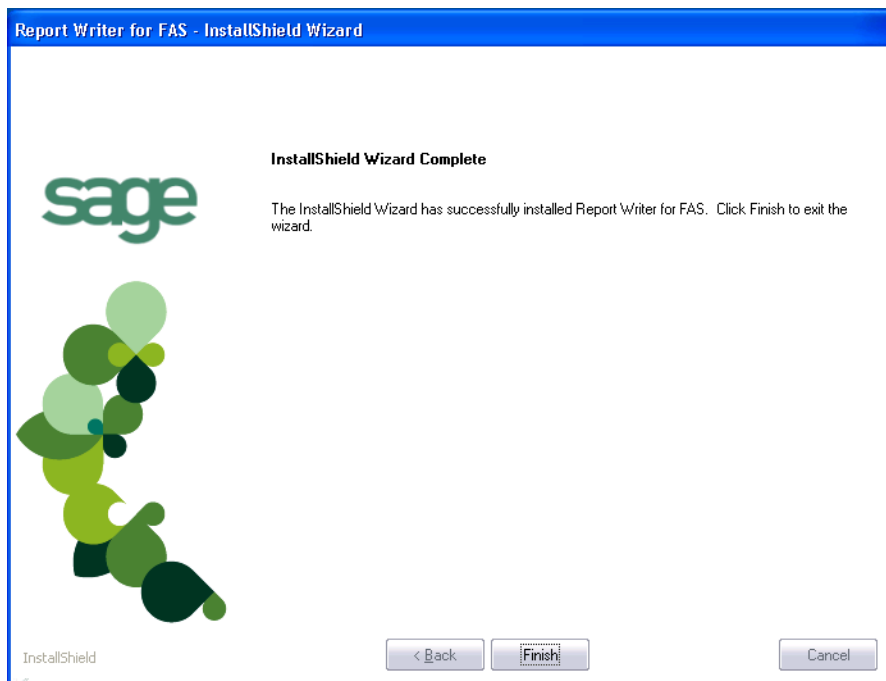 Report Writer for FAS - InstallShield Wizard
InstallShield Wizard Complete
sage
The InstallShield Wizard has successfully installed Report Writer for FAS.  Click Finish to exit the
wizard.
InstallShield
< Back
Finish
Cancel